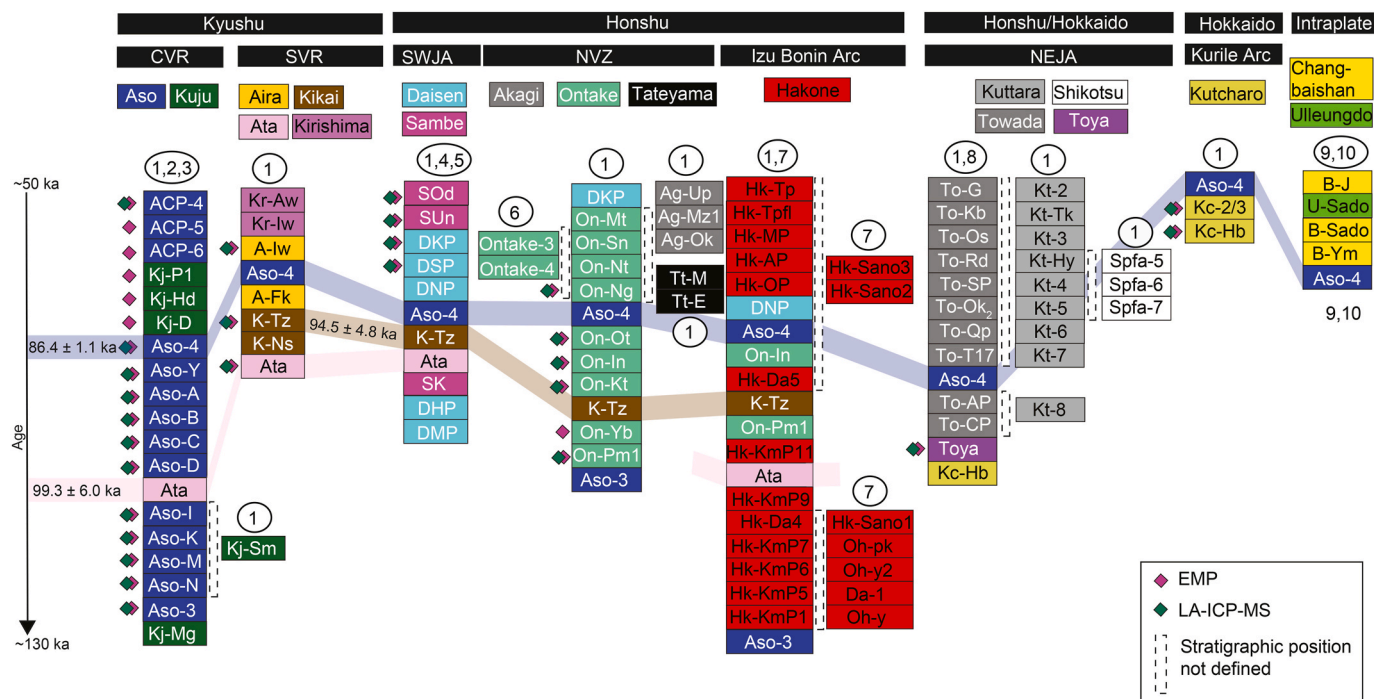 Kyushu
Honshu
Honshu/Hokkaido
Hokkaido
Intraplate
CVR
SVR
SWJA
NVZ
Izu Bonin Arc
NEJA
Kurile Arc
Aso
Kuju
Aira
Kikai
Ata
Kirishima
Daisen
Sambe
Akagi
Ontake
Tateyama
Hakone
Kuttara
Shikotsu
Towada
Toya
Kutcharo
Chang-
baishan
Ulleungdo
~50 ka
Age
86.4 ± 1.1 ka
99.3 ± 6.0 ka
~130 ka
1,2,3
ACP-4
ACP-5
ACP-6
Kj-P1
Kj-Hd
Kj-D
Aso-4
Aso-Y
Aso-A
Aso-B
Aso-C
Aso-D
Ata
Aso-I
Aso-K
Aso-M
Aso-N
Aso-3
Kj-Mg
1
Kj-Sm
1
Kr-Aw
Kr-Iw
A-Iw
Aso-4
A-Fk
K-Tz
K-Ns
Ata
94.5 ± 4.8 ka
1,4,5
SOd
SUn
DKP
DSP
DNP
Aso-4
K-Tz
Ata
SK
DHP
DMP
6
Ontake-3
Ontake-4
1
DKP
On-Mt
On-Sn
On-Nt
On-Ng
Aso-4
On-Ot
On-In
On-Kt
K-Tz
On-Yb
On-Pm1
Aso-3
1
Ag-Up
Ag-Mz1
Ag-Ok
Tt-M
Tt-E
1
1,7
Hk-Tp
Hk-Tpfl
Hk-MP
Hk-AP
Hk-OP
DNP
Aso-4
On-In
Hk-Da5
K-Tz
On-Pm1
Hk-KmP11
Ata
Hk-KmP9
Hk-Da4
Hk-KmP7
Hk-KmP6
Hk-KmP5
Hk-KmP1
Aso-3
7
Hk-Sano3
Hk-Sano2
7
Hk-Sano1
Oh-pk
Oh-y2
Da-1
Oh-y
1,8
To-G
To-Kb
To-Os
To-Rd
To-SP
To-Ok2
To-Qp
To-T17
Aso-4
To-AP
To-CP
Toya
Kc-Hb
1
Kt-2
Kt-Tk
Kt-3
Kt-Hy
Kt-4
Kt-5
Kt-6
Kt-7
Kt-8
1
Spfa-5
Spfa-6
Spfa-7
1
Aso-4
Kc-2/3
Kc-Hb
9,10
B-J
U-Sado
B-Sado
B-Ym
Aso-4
9,10
EMP
LA-ICP-MS
Stratigraphic position
not defined